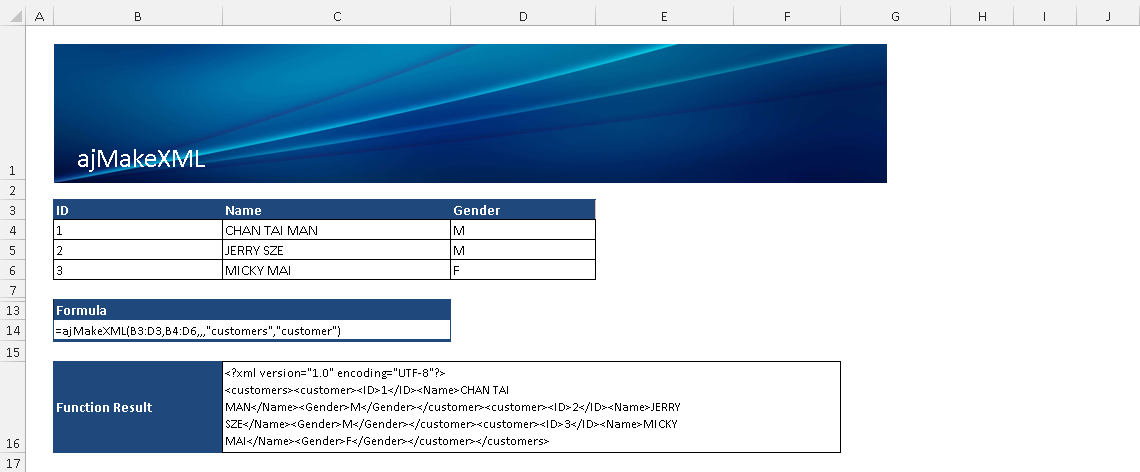 A B C D E F G H I J
1 ajMakeXML
2
3 ID Name Gender
4 1 CHAN TAI MAN M
5 2 JERRY SZE M
6 3 MICKY MAI F
7
13 Formula
14 =ajMakeXML(B3:D3,B4:D6,,,"customers","customer")
15
<?xml version="1.0" encoding="UTF-8"?>
<customers><customer><ID>1</ID><Name>CHAN TAI
Function Result MAN</Name><Gender>M</Gender></customer><customer><ID>2</ID><Name>JERRY
SZE</Name><Gender>M</Gender></customer><customer><ID>3</ID><Name>MICKY
16 MAI</Name><Gender>F</Gender></customer></customers>
17